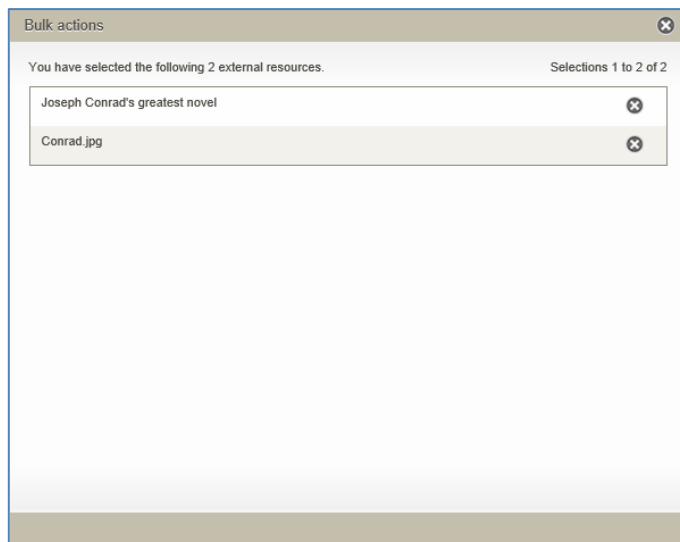 Bulk actions
You have selected the following 2 external resources. Selections 1 to 2 of 2
Joseph Conrad's greatest novel
Conrad.jpg